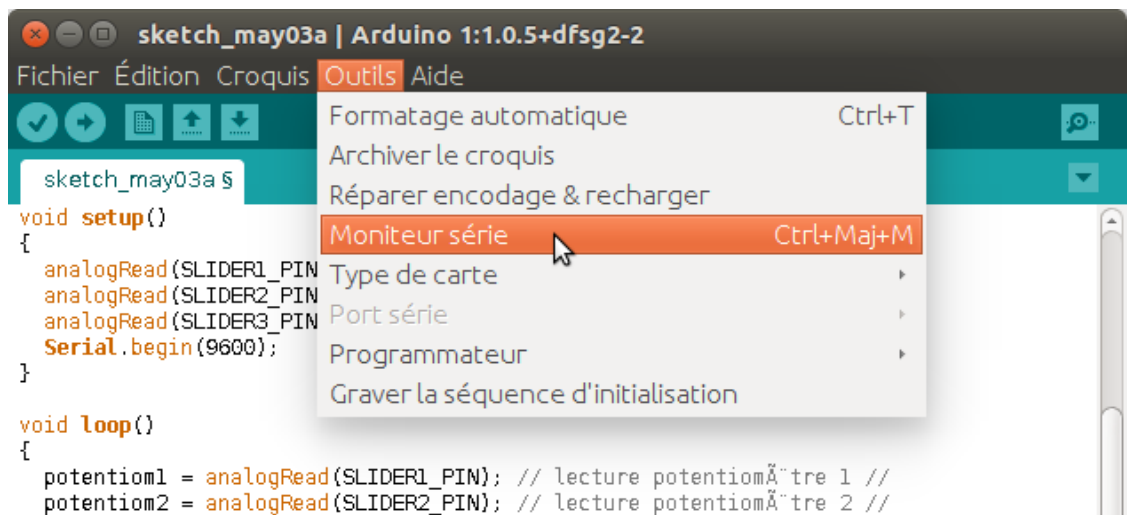 sketch_may03a | Arduino 1:1.0.5+dfsg2-2
Fichier Édition Croquis Outils Aide
Formatage automatique Ctrl+T
Archiver le croquis
Réparer encodage & recharger
Moniteur série Ctrl+Maj+M
Type de carte
Port série
Programmateur
Graver la séquence d'initialisation
sketch_may03a §
void setup()
{
analogRead(SLIDER1_PIN
analogRead(SLIDER2_PIN
analogRead(SLIDER3_PIN
Serial.begin(9600);
}
void loop()
{
potentiom1 = analogRead(SLIDER1_PIN); // lecture potentiomÃ¨tre 1 //
potentiom2 = analogRead(SLIDER2_PIN); // lecture potentiomÃ¨tre 2 //